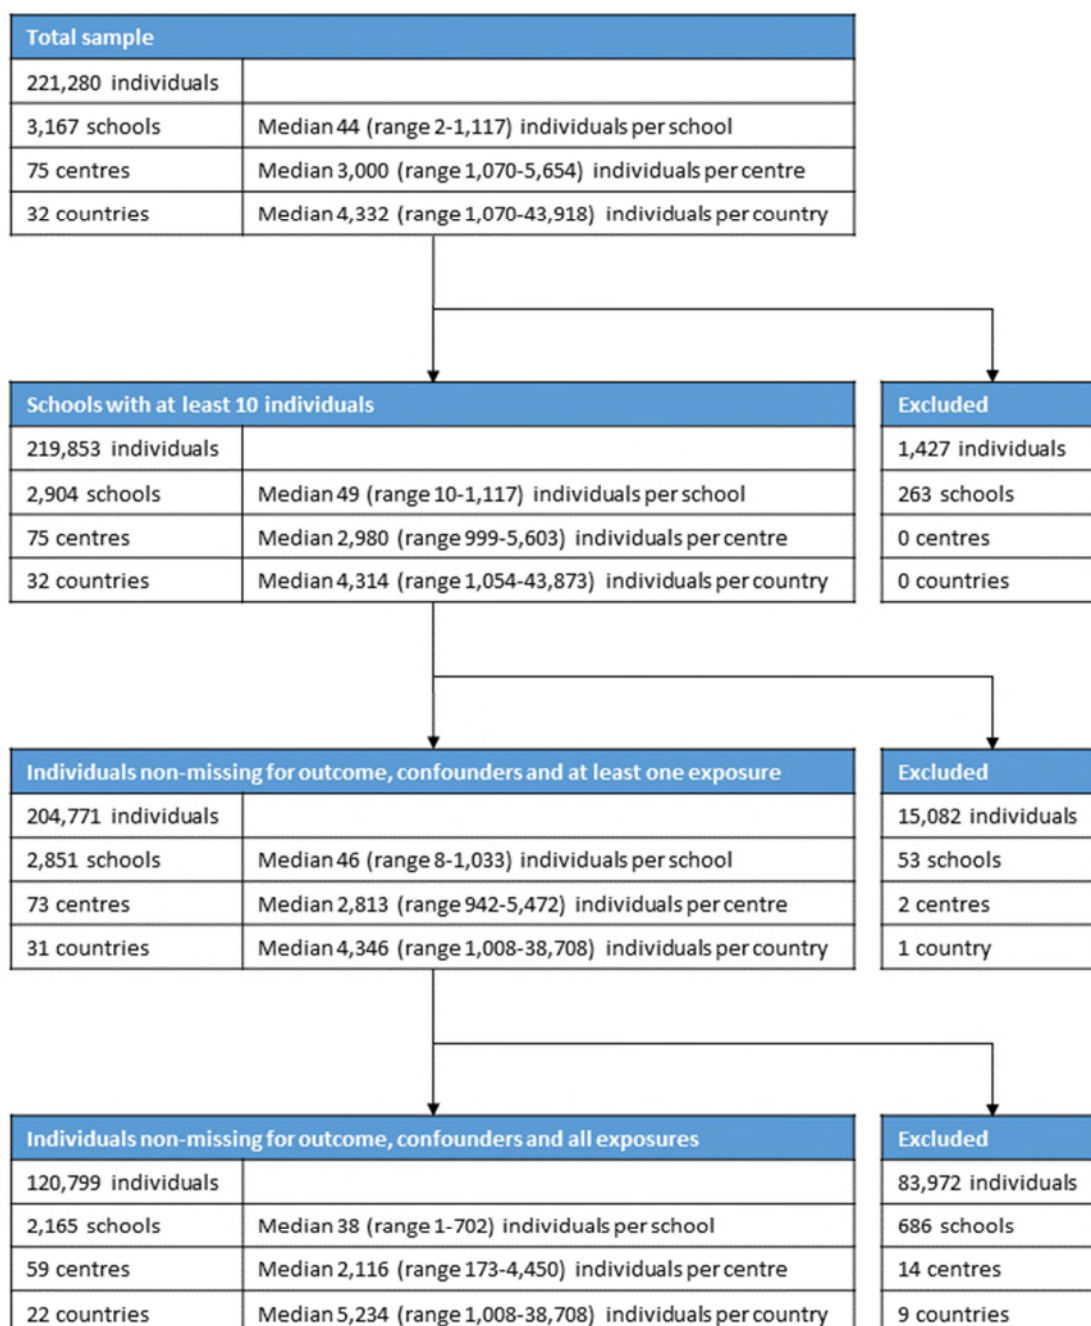 Total sample
221,280 individuals
3,167 schools Median 44 (range 2-1,117) individuals per school
75 centres Median 3,000 (range 1,070-5,654) individuals per centre
32 countries Median 4,332 (range 1,070-43,918) individuals per country
Schools with at least 10 individuals Excluded
219,853 individuals 1,427 individuals
2,904 schools Median 49 (range 10-1,117) individuals per school 263 schools
75 centres Median 2,980 (range 999-5,603) individuals per centre 0 centres
32 countries Median 4,314 (range 1,054-43,873) individuals per country 0 countries
Individuals non-missing for outcome, confounders and at least one exposure Excluded
204,771 individuals 15,082 individuals
2,851 schools Median 46 (range 8-1,033) individuals per school 53 schools
73 centres Median 2,813 (range 942-5,472) individuals per centre 2 centres
31 countries Median 4,346 (range 1,008-38,708) individuals per country 1 country
Individuals non-missing for outcome, confounders and all exposures Excluded
120,799 individuals 83,972 individuals
2,165 schools Median 38 (range 1-702) individuals per school 686 schools
59 centres Median 2,116 (range 173-4,450) individuals per centre 14 centres
22 countries Median 5,234 (range 1,008-38,708) individuals per country 9 countries